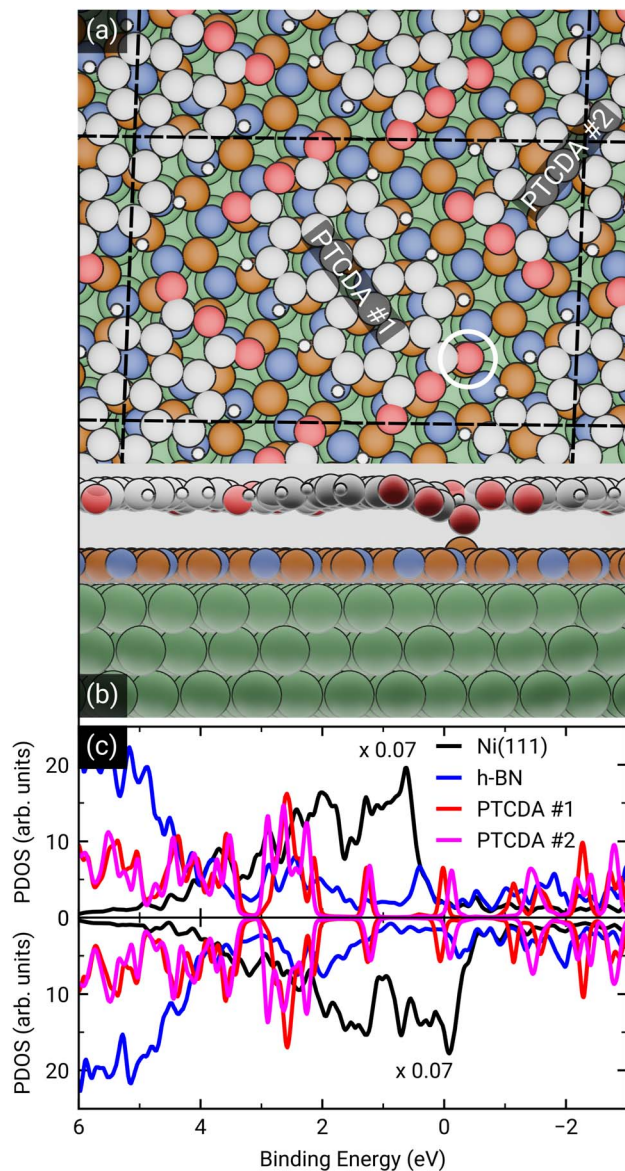 (a)
PTCDA #2
PTCDA #1
(b)
(c)
x 0.07
Ni(111)
h-BN
PTCDA #1
PTCDA #2
PDOS (arb. units)
20
10
0
PDOS (arb. units)
10
20
x 0.07
6 4 2 0 −2
Binding Energy (eV)